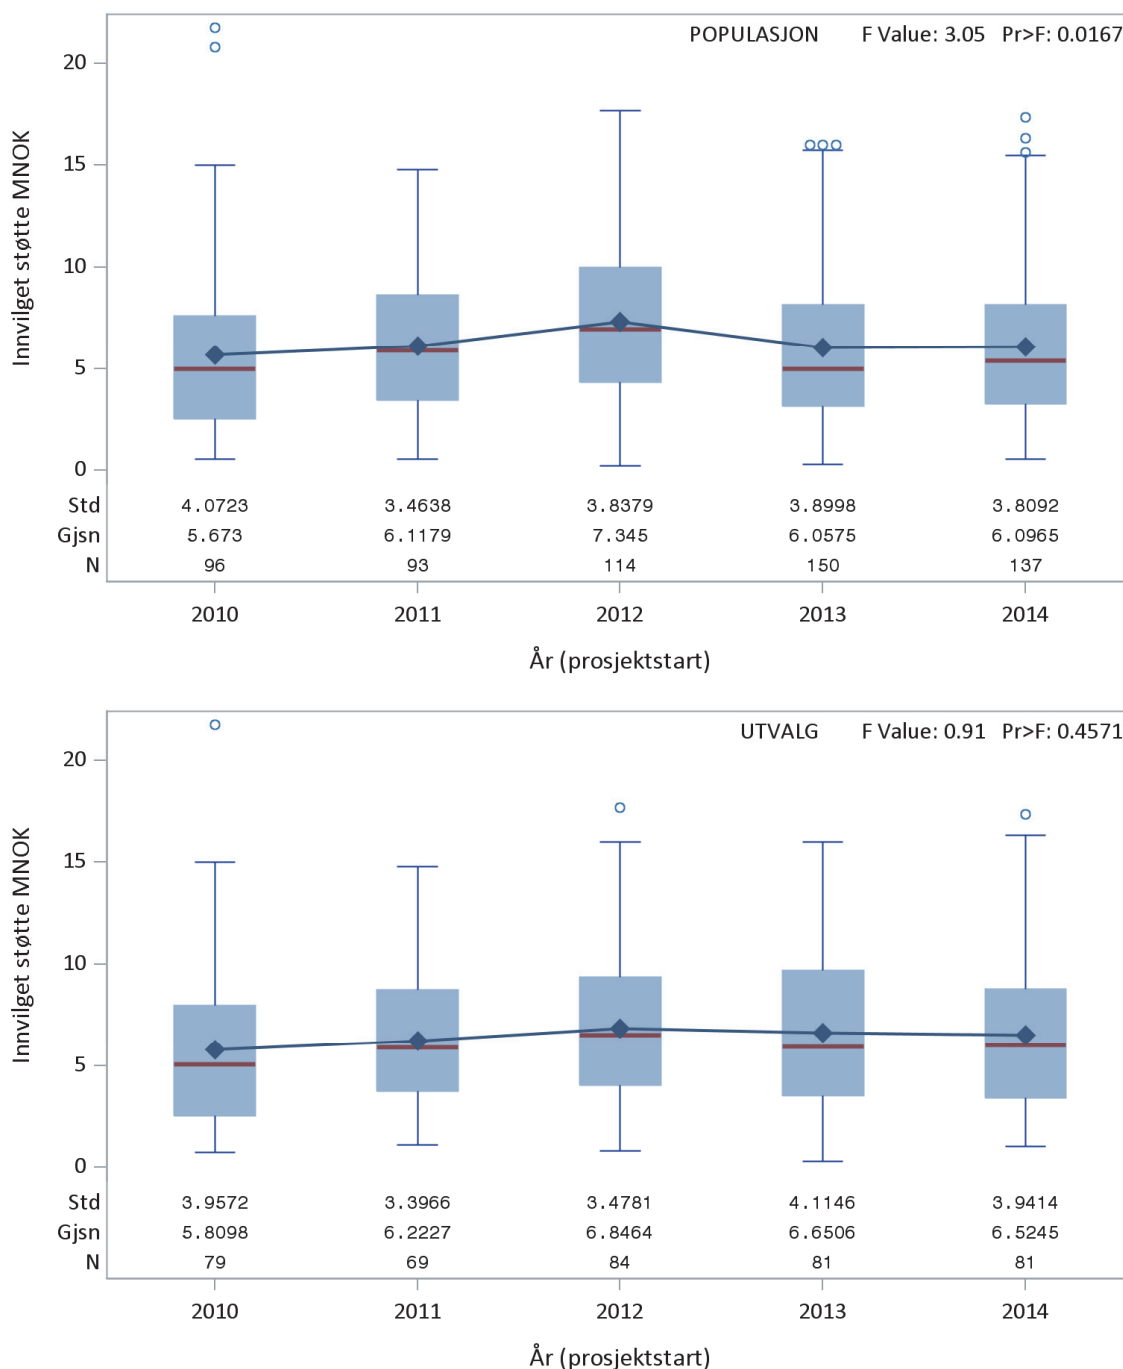 POPULASJON F Value: 3.05 Pr>F: 0.0167
Innvilget støtte MNOK
20
15
10
5
0
Std 4.0723 3.4638 3.8379 3.8998 3.8092
Gjsn 5.673 6.1179 7.345 6.0575 6.0965
N 96 93 114 150 137
2010 2011 2012 2013 2014
År (prosjektstart)
UTVALG F Value: 0.91 Pr>F: 0.4571
Innvilget støtte MNOK
20
15
10
5
0
Std 3.9572 3.3966 3.4781 4.1146 3.9414
Gjsn 5.8098 6.2227 6.8464 6.6506 6.5245
N 79 69 84 81 81
2010 2011 2012 2013 2014
År (prosjektstart)